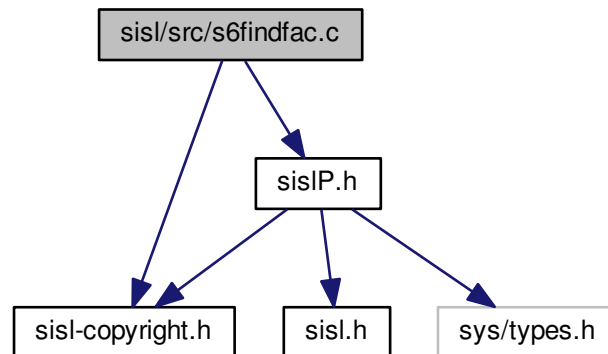 sisl/src/s6findfac.c
sislP.h
sisl-copyright.h
sisl.h
sys/types.h